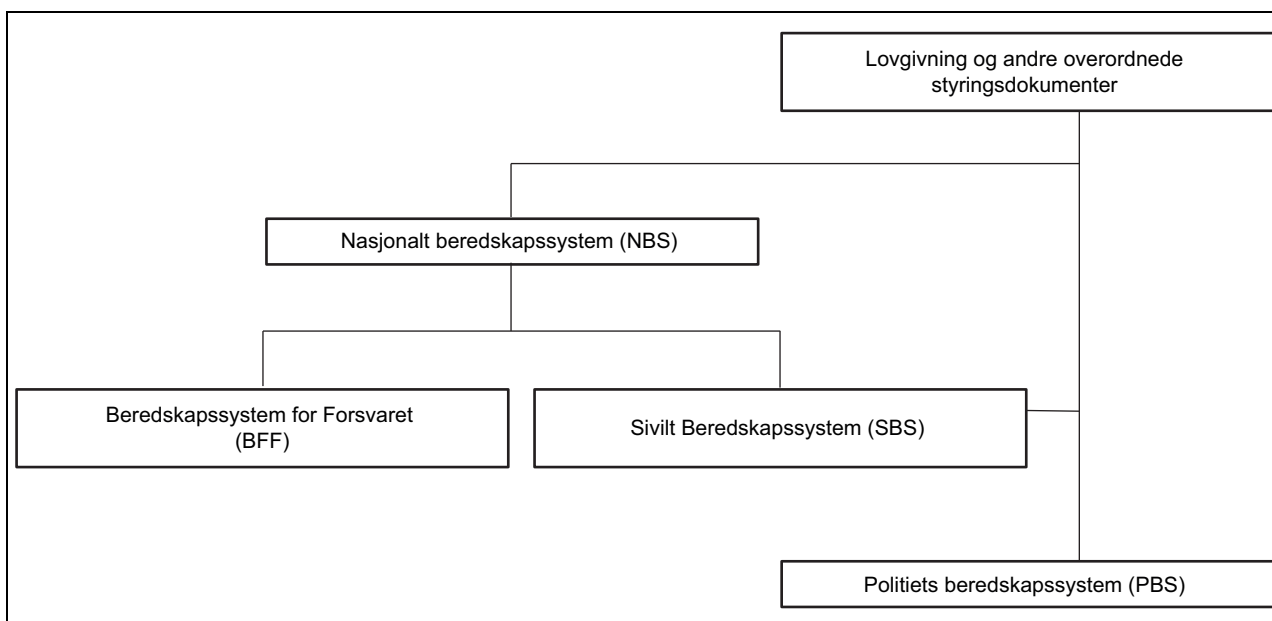 Lovgivning og andre overordnede
styringsdokumenter
Nasjonalt beredskapssystem (NBS)
Beredskapssystem for Forsvaret
(BFF)
Sivilt Beredskapssystem (SBS)
Politiets beredskapssystem (PBS)